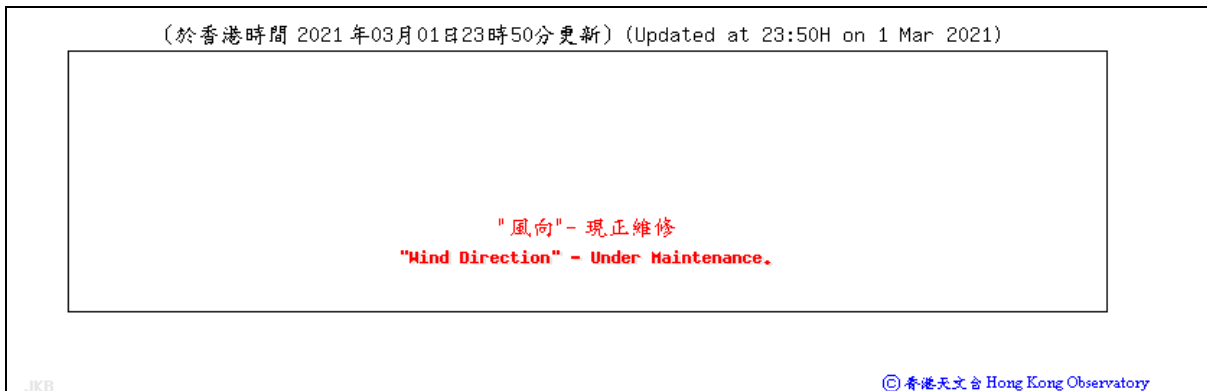 (於香港時間 2021 年03月01日23時50分更新) (Updated at 23:50H on 1 Mar 2021)
"風向"- 現正維修
"Wind Direction" - Under Maintenance.
JKB
© 香港天文台 Hong Kong Observatory